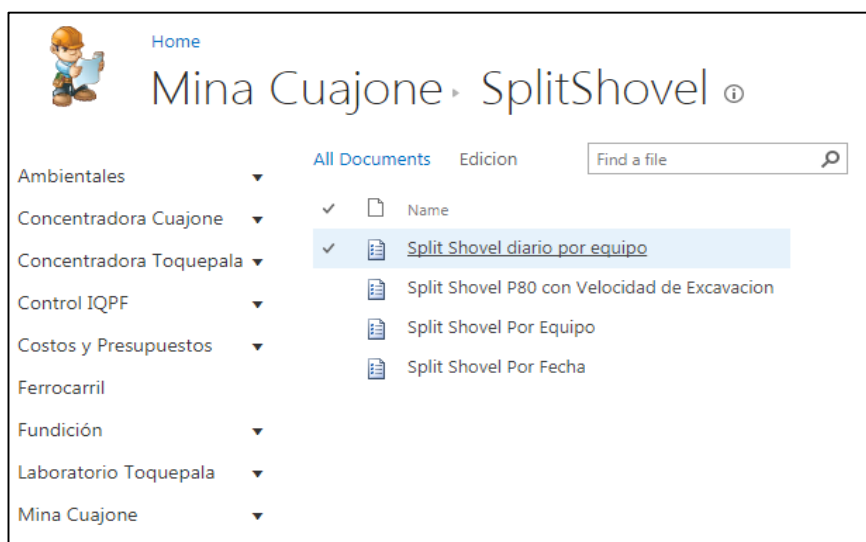 Home
Mina Cuajone ▸ SplitShovel
All Documents Edicion Find a file
Ambientales
Concentradora Cuajone
Concentradora Toquepala
Control IQPF
Costos y Presupuestos
Ferrocarril
Fundición
Laboratorio Toquepala
Mina Cuajone
Name
Split Shovel diario por equipo
Split Shovel P80 con Velocidad de Excavacion
Split Shovel Por Equipo
Split Shovel Por Fecha